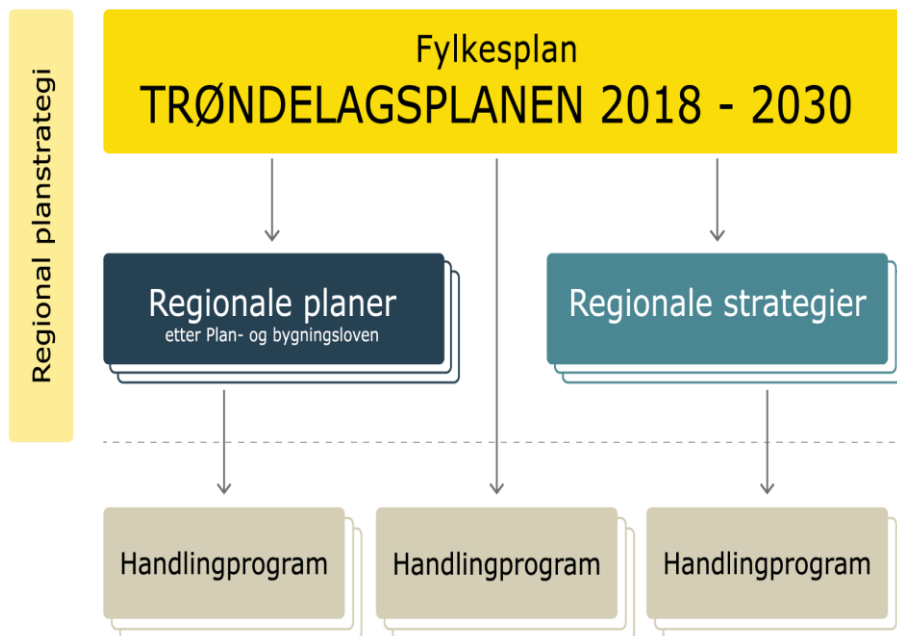 Regional planstrategi
Fylkesplan
TRØNDELAGSPLANEN 2018 - 2030
Regionale planer
etter Plan- og bygningsloven
Regionale strategier
Handlingprogram
Handlingprogram
Handlingprogram